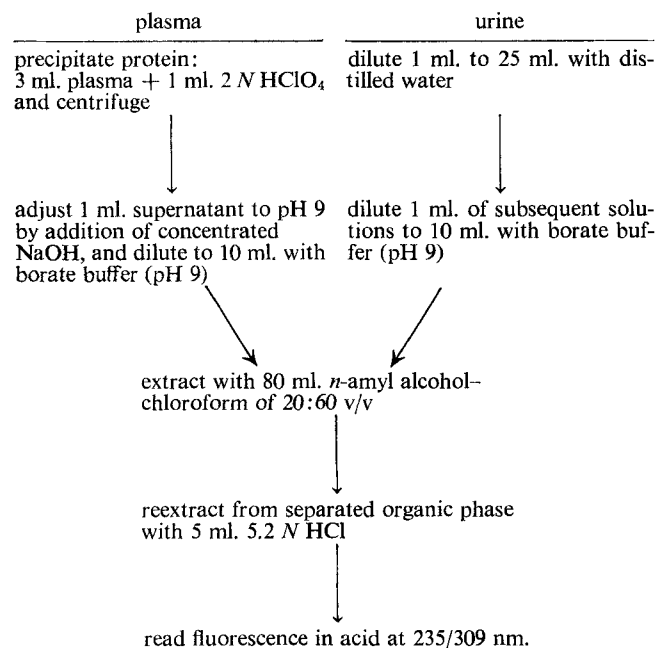 plasma
precipitate protein:
3 ml. plasma + 1 ml. 2 N HClO₄
and centrifuge
adjust 1 ml. supernatant to pH 9
by addition of concentrated
NaOH, and dilute to 10 ml. with
borate buffer (pH 9)
urine
dilute 1 ml. to 25 ml. with dis-
tilled water
dilute 1 ml. of subsequent solu-
tions to 10 ml. with borate buf-
fer (pH 9)
extract with 80 ml. n-amyl alcohol–
chloroform of 20:60 v/v
reextract from separated organic phase
with 5 ml. 5.2 N HCl
read fluorescence in acid at 235/309 nm.